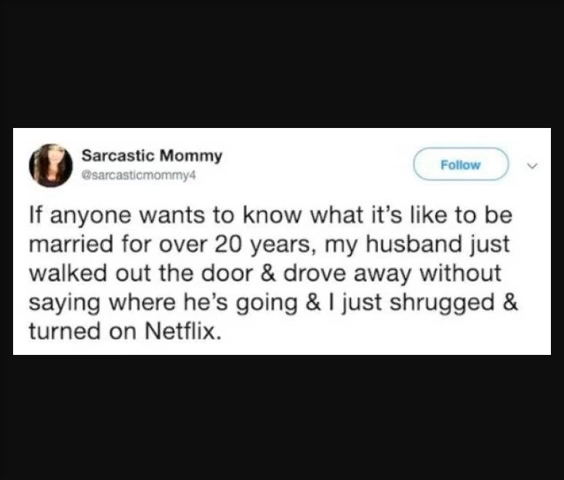 Sarcastic Mommy
@sarcasticmommy4
Follow
If anyone wants to know what it's like to be
married for over 20 years, my husband just
walked out the door & drove away without
saying where he's going & I just shrugged &
turned on Netflix.